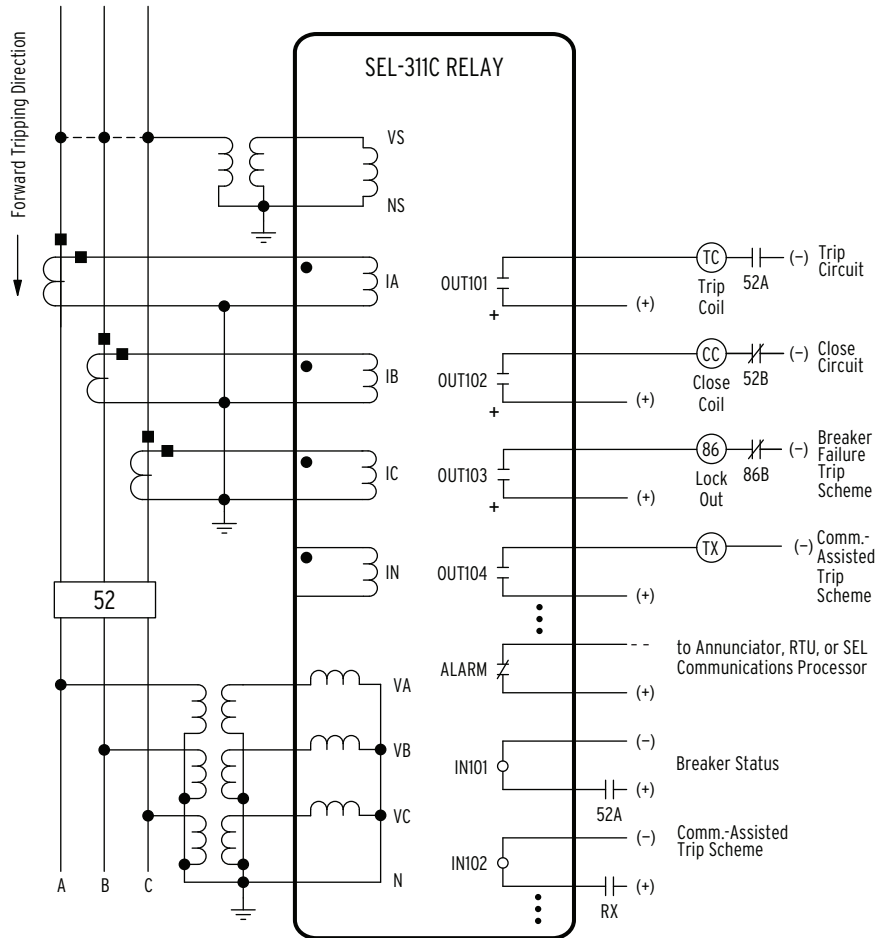 SEL-311C RELAY
Forward Tripping Direction
VS
NS
IA
IB
IC
IN
52
VA
VB
VC
N
A B C
OUT101
+
TC
Trip
Coil
52A
(–)
(+)
Trip
Circuit
OUT102
+
CC
Close
Coil
52B
(–)
(+)
Close
Circuit
OUT103
+
86
Lock
Out
86B
(–)
(+)
Breaker
Failure
Trip
Scheme
OUT104
TX
(–)
(+)
Comm.-
Assisted
Trip
Scheme
ALARM
(+)
to Annunciator, RTU, or SEL
Communications Processor
IN101
(–)
(+)
52A
Breaker Status
IN102
(–)
(+)
RX
Comm.-Assisted
Trip Scheme